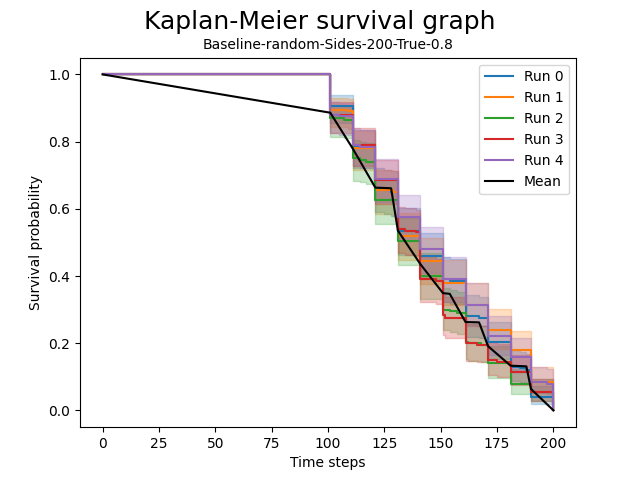 Kaplan-Meier survival graph
Baseline-random-Sides-200-True-0.8
Survival probability
1.0
0.8
0.6
0.4
0.2
0.0
Run 0
Run 1
Run 2
Run 3
Run 4
Mean
0 25 50 75 100 125 150 175 200
Time steps